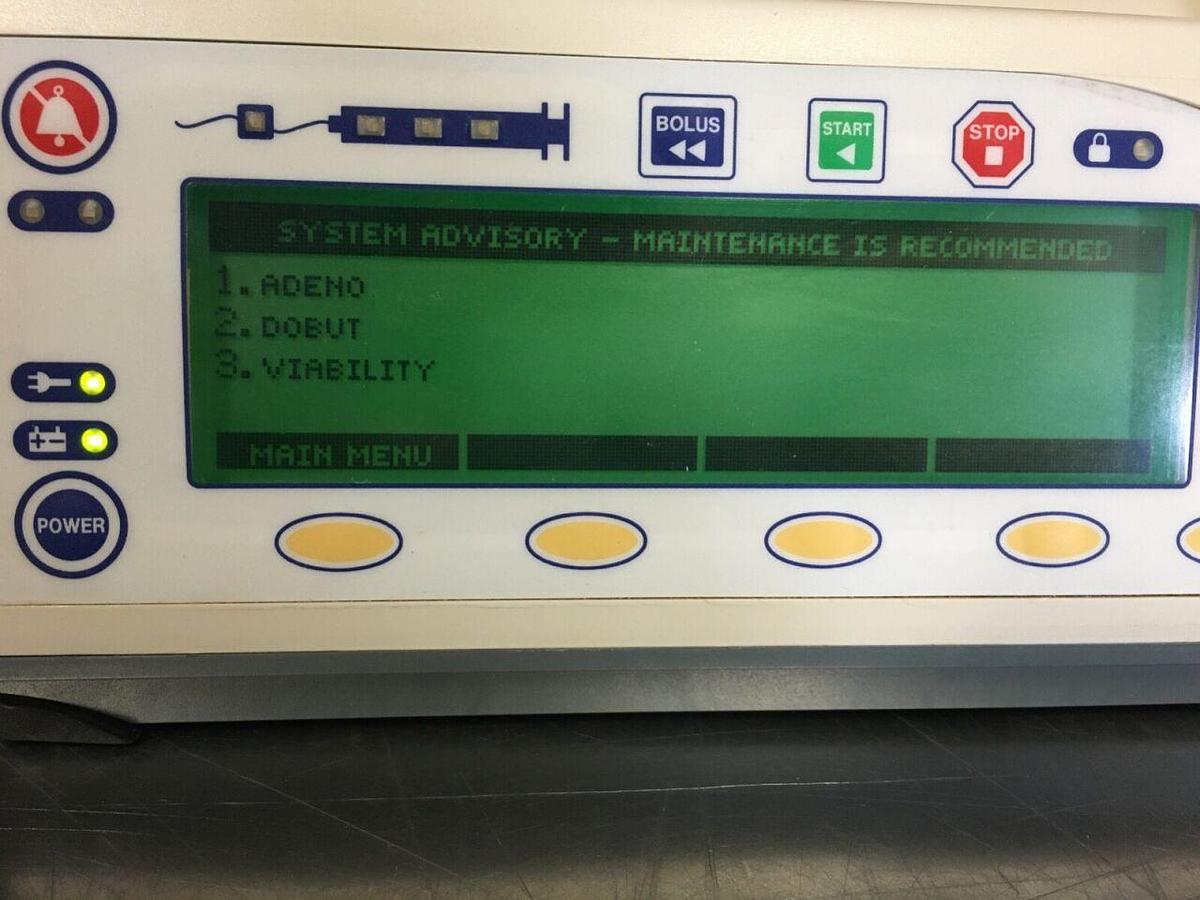 BOLUS
START
STOP
SYSTEM ADVISORY - MAINTENANCE IS RECOMMENDED
1. ADENO
2. DOBUT
3. VIABILITY
MAIN MENU
POWER